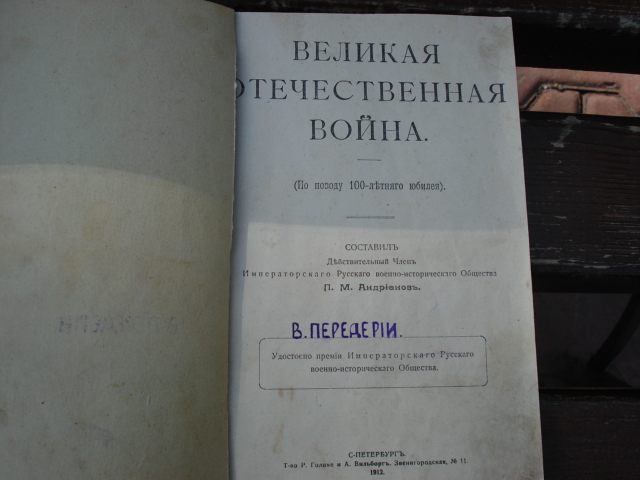 ВЕЛИКАЯ
ОТЕЧЕСТВЕННАЯ
ВОЙНА.
(По поводу 100-лѣтняго юбилея).
СОСТАВИЛЪ
Дѣйствительный Членъ
Императорскаго Русскаго военно-историческаго Общества
П. М. Андріановъ.
В. ПЕРЕДЕРІИ.
Удостоено преміи Императорскаго Русскаго
военно-историческаго Общества.
С-ПЕТЕРБУРГЪ.
Т-во Р. Голике и А. Вильборгъ. Звенигородская, № 11.
1912.